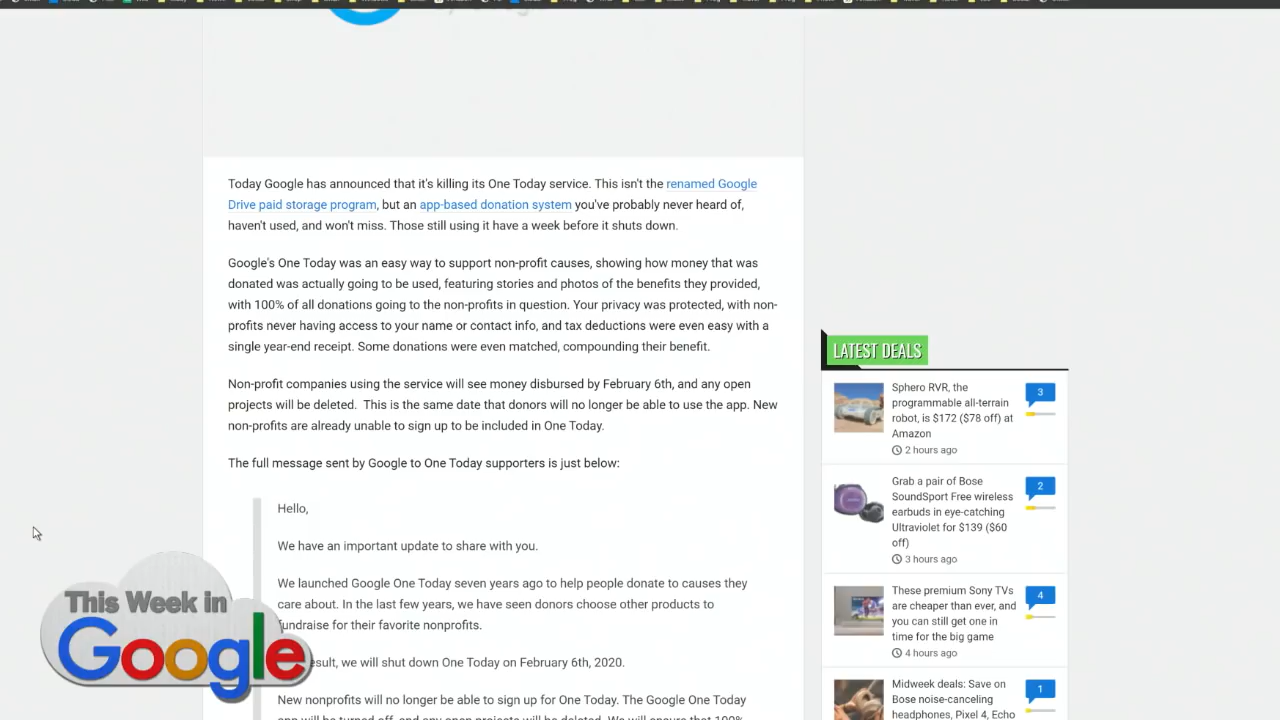 Today Google has announced that it's killing its One Today service. This isn't the renamed Google
Drive paid storage program, but an app-based donation system you've probably never heard of,
haven't used, and won't miss. Those still using it have a week before it shuts down.
Google's One Today was an easy way to support non-profit causes, showing how money that was
donated was actually going to be used, featuring stories and photos of the benefits they provided,
with 100% of all donations going to the non-profits in question. Your privacy was protected, with non-
profits never having access to your name or contact info, and tax deductions were even easy with a
single year-end receipt. Some donations were even matched, compounding their benefit.
Non-profit companies using the service will see money disbursed by February 6th, and any open
projects will be deleted. This is the same date that donors will no longer be able to use the app. New
non-profits are already unable to sign up to be included in One Today.
The full message sent by Google to One Today supporters is just below:
Hello,
We have an important update to share with you.
We launched Google One Today seven years ago to help people donate to causes they
care about. In the last few years, we have seen donors choose other products to
fundraise for their favorite nonprofits.
esult, we will shut down One Today on February 6th, 2020.
New nonprofits will no longer be able to sign up for One Today. The Google One Today
app will be turned off, and any open projects will be deleted. We will ensure that 100%
LATEST DEALS
Sphero RVR, the
programmable all-terrain
robot, is $172 ($78 off) at
Amazon
2 hours ago
3
Grab a pair of Bose
SoundSport Free wireless
earbuds in eye-catching
Ultraviolet for $139 ($60
off)
3 hours ago
2
These premium Sony TVs
are cheaper than ever, and
you can still get one in
time for the big game
4 hours ago
4
Midweek deals: Save on
Bose noise-canceling
headphones, Pixel 4, Echo
1
This Week in
Google